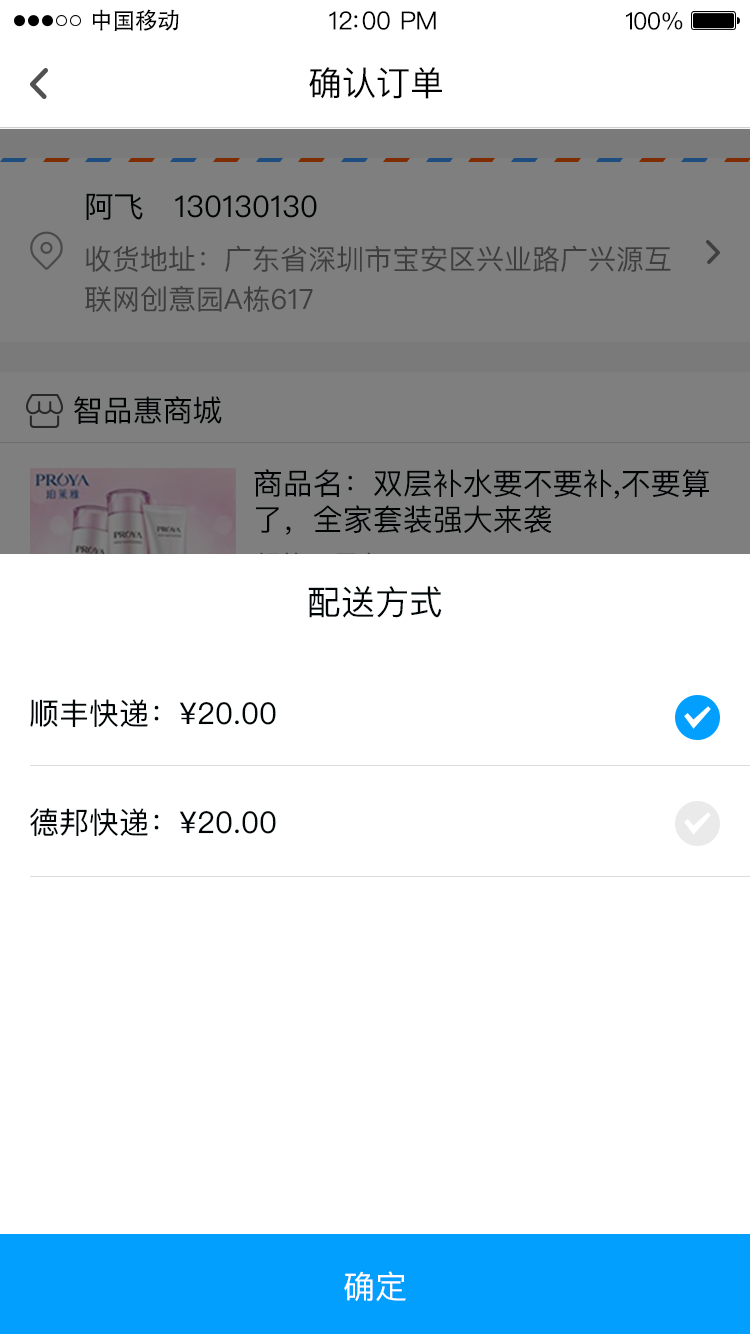 中国移动 12:00 PM 100%
确认订单
阿飞 130130130
收货地址：广东省深圳市宝安区兴业路广兴源互
联网创意园A栋617
智品惠商城
PRÓYA
珀莱雅
PROYA
PROYA
PROYA
商品名：双层补水要不要补,不要算
了，全家套装强大来袭
配送方式
顺丰快递：¥20.00
德邦快递：¥20.00
确定